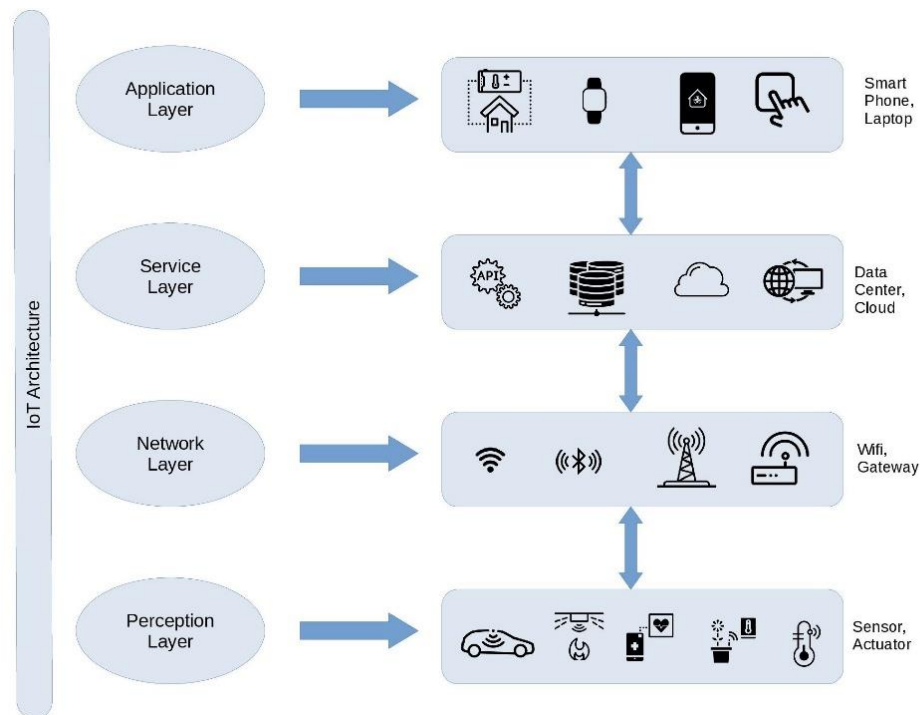 IoT Architecture
Application
Layer
Smart
Phone,
Laptop
Service
Layer
API
Data
Center,
Cloud
Network
Layer
Wifi,
Gateway
Perception
Layer
Sensor,
Actuator